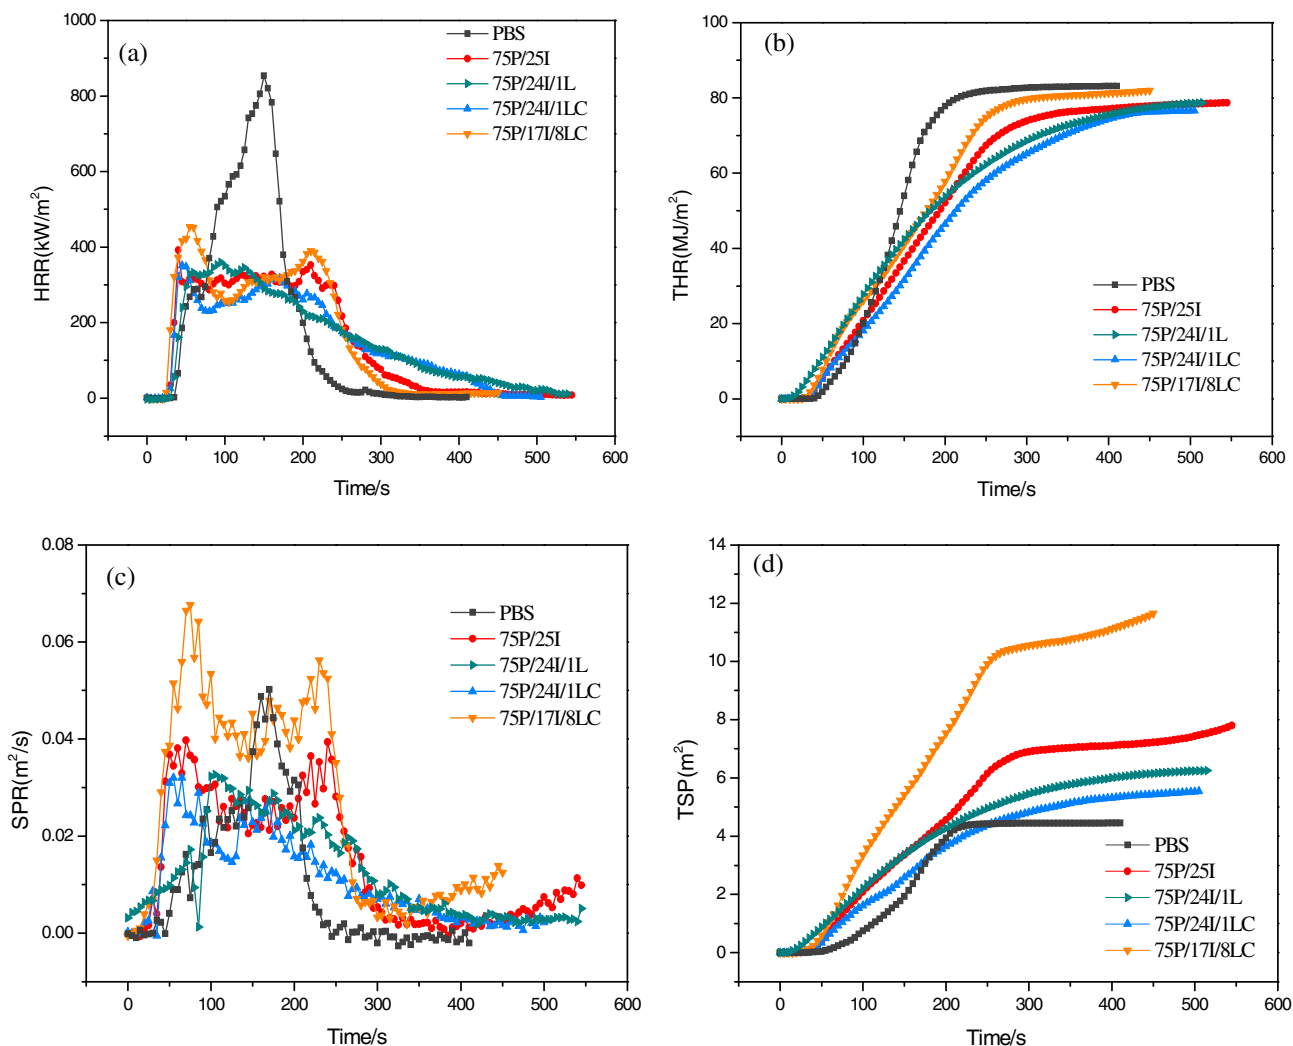 (a)
PBS
75P/25I
75P/24I/1L
75P/24I/1LC
75P/17I/8LC
HRR(kW/m²)
1000
800
600
400
200
0
0 100 200 300 400 500 600
Time/s
(b)
PBS
75P/25I
75P/24I/1L
75P/24I/1LC
75P/17I/8LC
THR(MJ/m²)
100
80
60
40
20
0
0 100 200 300 400 500 600
Time/s
(c)
PBS
75P/25I
75P/24I/1L
75P/24I/1LC
75P/17I/8LC
SPR(m²/s)
0.08
0.06
0.04
0.02
0.00
0 100 200 300 400 500 600
Time/s
(d)
PBS
75P/25I
75P/24I/1L
75P/24I/1LC
75P/17I/8LC
TSP(m²)
14
12
10
8
6
4
2
0
0 100 200 300 400 500 600
Time/s